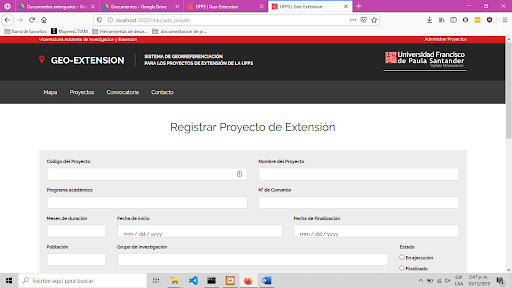 Documentos entregados - Google D
Documentos - Google Drive
UFPS | Geo-Extension
UFPS | Geo-Extension
localhost:3000/links/add_project
Barra de favoritos
MujeresCTIAM
Herramientas de desar...
documentacion de pr...
Vicerrectoría Asistente de Investigación y Extensión
Administrar Proyectos
GEO-EXTENSION
SISTEMA DE GEORREFERENCIACIÓN
PARA LOS PROYECTOS DE EXTENSIÓN DE LA UFPS
Universidad Francisco
de Paula Santander
Vigilada Mineducación
Mapa
Proyectos
Convocatoria
Contacto
Registrar Proyecto de Extensión
Código del Proyecto
Nombre del Proyecto
Programa académico
N° de Convenio
Meses de duración
Fecha de inicio
Fecha de Finalización
mm / dd / yyyy
mm / dd / yyyy
Población
Grupo de Investigación
Estado
En ejecución
Finalizado
Escribe aquí para buscar
ESP
LAA
2:47 p. m.
10/12/2019